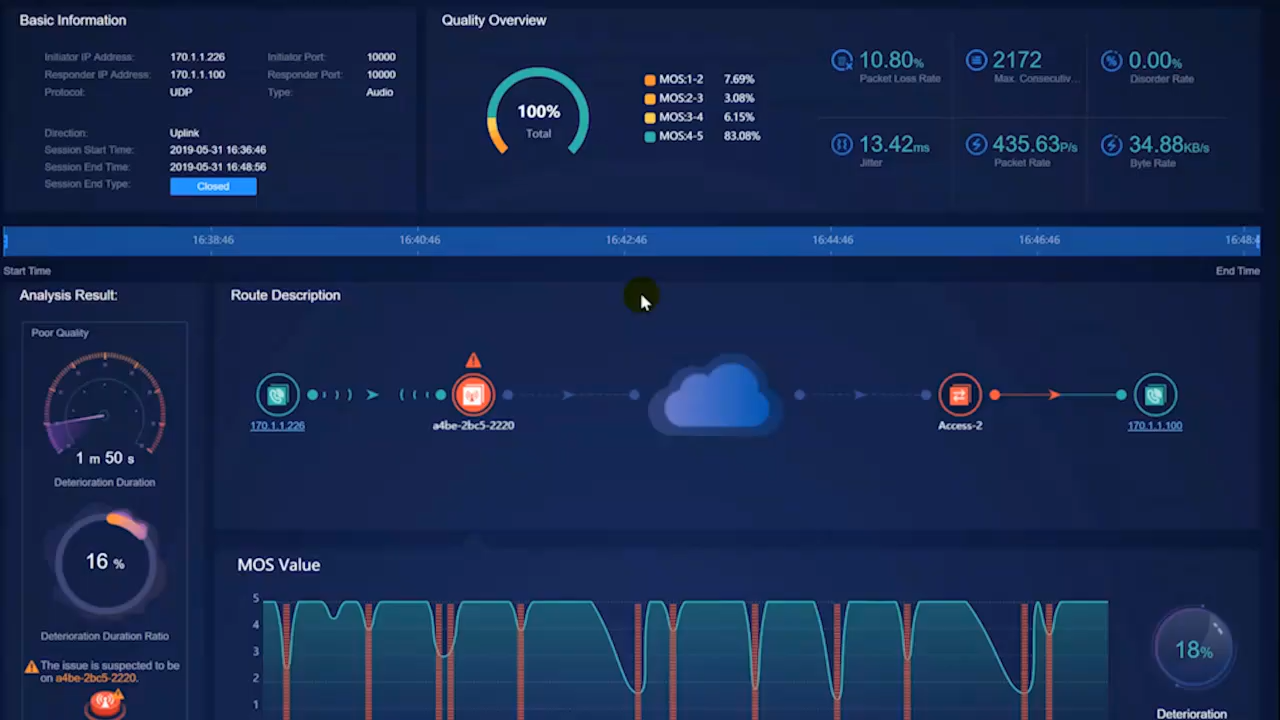 Basic Information
Initiator IP Address: 170.1.1.226 Initiator Port: 10000
Responder IP Address: 170.1.1.100 Responder Port: 10000
Protocol: UDP Type: Audio
Direction: Uplink
Session Start Time: 2019-05-31 16:36:46
Session End Time: 2019-05-31 16:48:56
Session End Type: Closed
Quality Overview
100%
Total
MOS:1-2 7.69%
MOS:2-3 3.08%
MOS:3-4 6.15%
MOS:4-5 83.08%
10.80%
Packet Loss Rate
2172
Max. Consecutiv...
0.00%
Disorder Rate
13.42ms
Jitter
435.63P/s
Packet Rate
34.88KB/s
Byte Rate
16:38:46 16:40:46 16:42:46 16:44:46 16:46:46 16:48:4
Start Time End Time
Analysis Result:
Poor Quality
1 m 50 s
Deterioration Duration
16 %
Deterioration Duration Ratio
The issue is suspected to be
on a4be-2bc5-2220.
Route Description
170.1.1.226 a4be-2bc5-2220 Access-2 170.1.1.100
MOS Value
5
4
3
2
1
18%
Deterioration